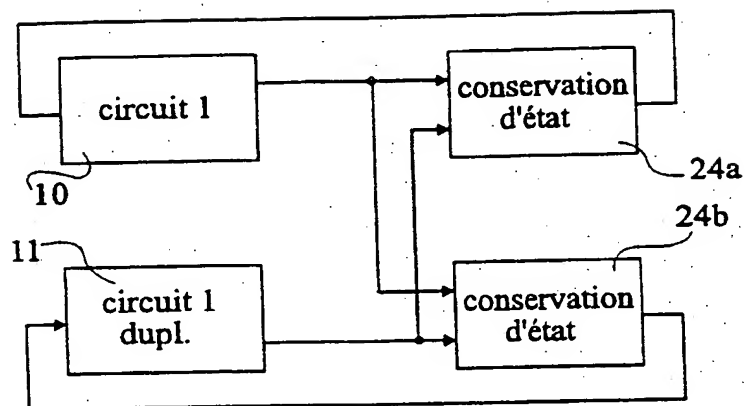 circuit 1
conservation
d'état
10
24a
24b
11
circuit 1
dupl.
conservation
d'état